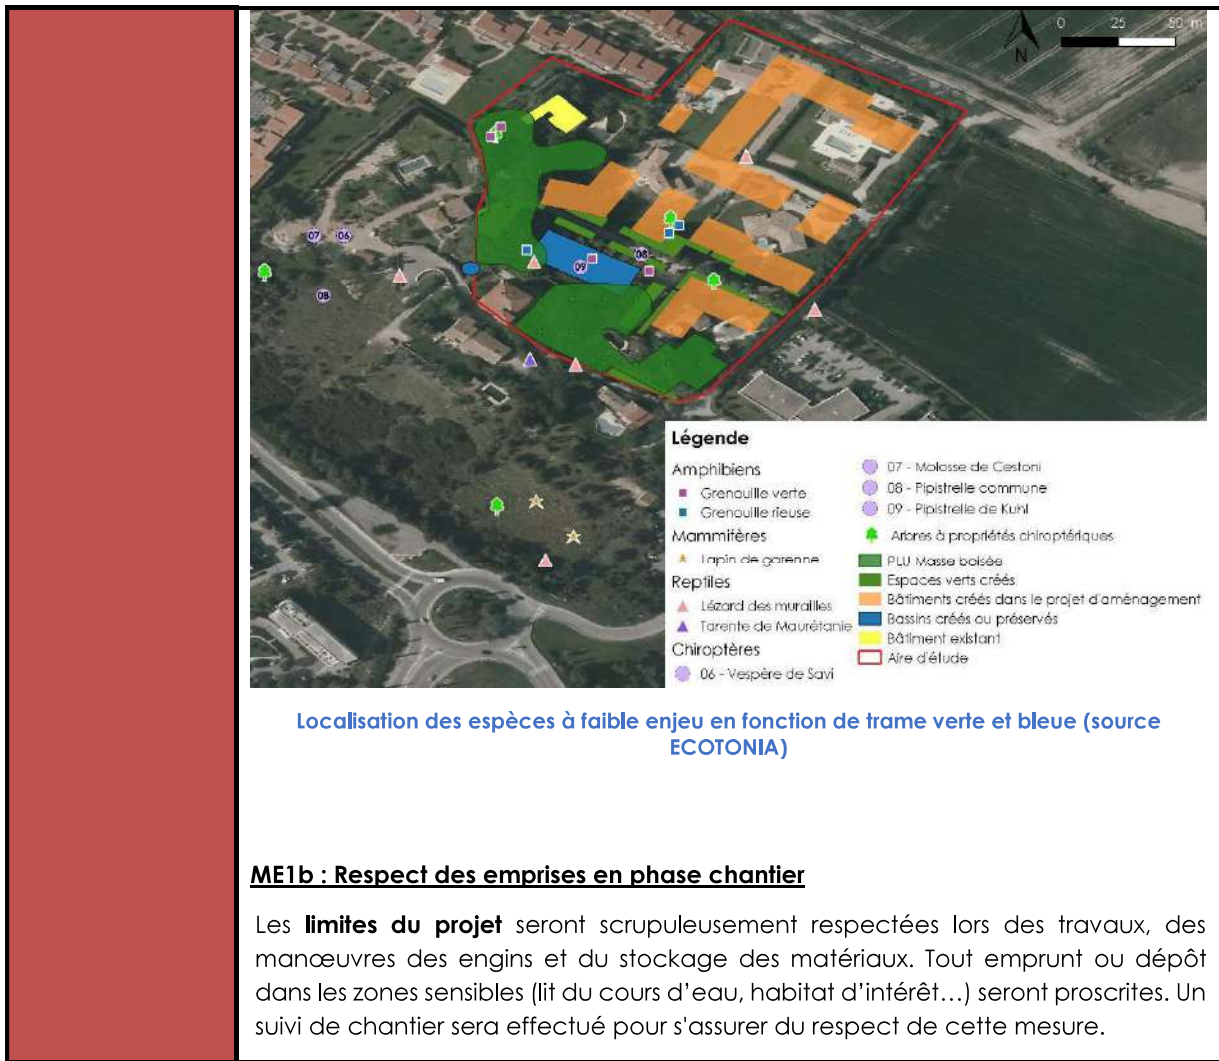 0 25 50 m
N
07 06
08
08
09
Légende
Amphibiens
Grenouille verte
Grenouille rieuse
Mammifères
Lapin de garenne
Reptiles
Lézard des murailles
Tarente de Maurétanie
Chiroptères
06 - Vespère de Savi
07 - Molosse de Cestoni
08 - Pipistrelle commune
09 - Pipistrelle de Kuhl
Arbres à propriétés chiroptériques
PLU Masse boisée
Espaces verts créés
Bâtiments créés dans le projet d'aménagement
Bassins créés ou préservés
Bâtiment existant
Aire d'étude
Localisation des espèces à faible enjeu en fonction de trame verte et bleue (source
ECOTONIA)
ME1b : Respect des emprises en phase chantier
Les limites du projet seront scrupuleusement respectées lors des travaux, des
manœuvres des engins et du stockage des matériaux. Tout emprunt ou dépôt
dans les zones sensibles (lit du cours d'eau, habitat d'intérêt…) seront proscrites. Un
suivi de chantier sera effectué pour s'assurer du respect de cette mesure.